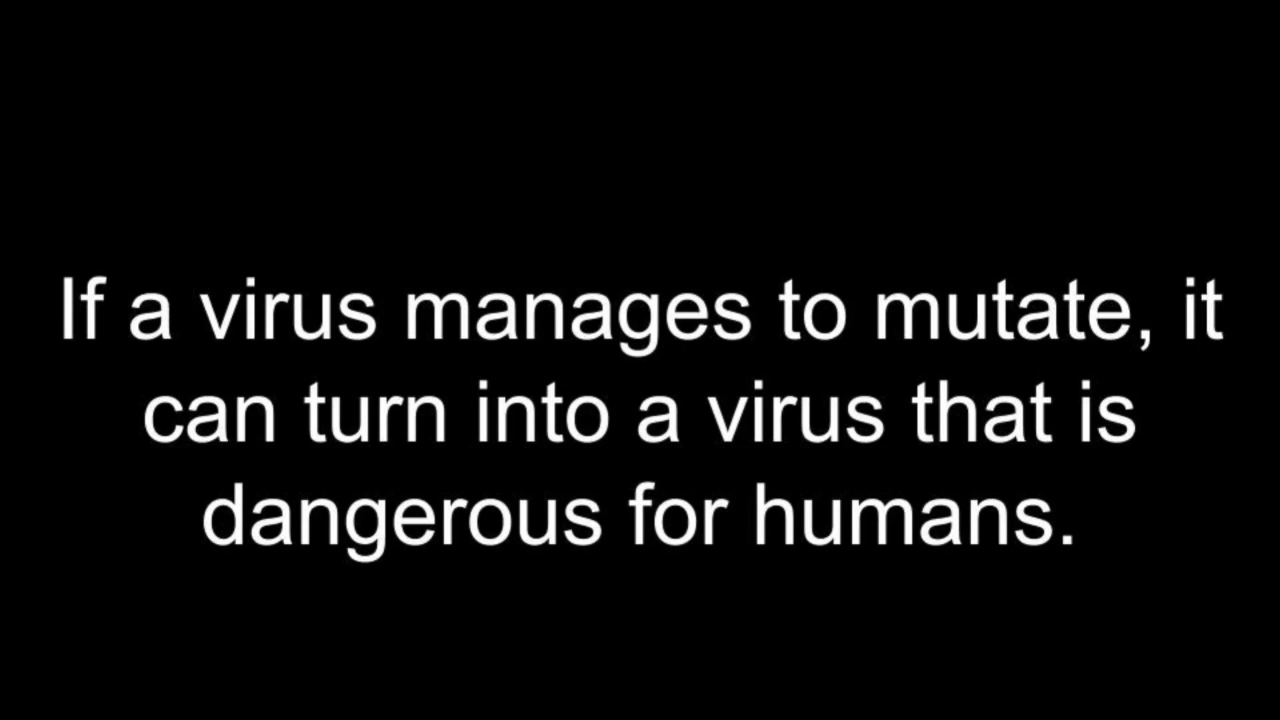 If a virus manages to mutate, it
can turn into a virus that is
dangerous for humans.